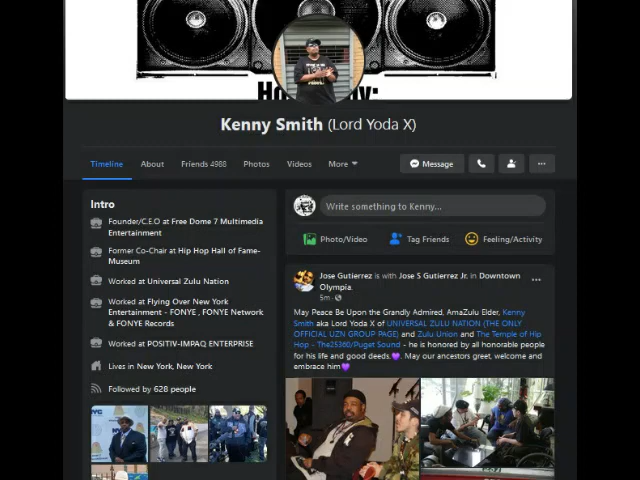 Kenny Smith (Lord Yoda X)
Timeline About Friends 4988 Photos Videos More
Message
Intro
Founder/C.E.O at Free Dome 7 Multimedia
Entertainment
Former Co-Chair at Hip Hop Hall of Fame-
Museum
Worked at Universal Zulu Nation
Worked at Flying Over New York
Entertainment - FONYE , FONYE Network
& FONYE Records
Worked at POSITIV-IMPAQ ENTERPRISE
Lives in New York, New York
Followed by 628 people
Write something to Kenny...
Photo/Video Tag Friends Feeling/Activity
Jose Gutierrez is with Jose S Gutierrez Jr. in Downtown
Olympia.
5m
May Peace Be Upon the Grandly Admired, AmaZulu Elder, Kenny
Smith aka Lord Yoda X of UNIVERSAL ZULU NATION (THE ONLY
OFFICIAL UZN GROUP PAGE) and Zulu Union and The Temple of Hip
Hop - The25360/Puget Sound - he is honored by all honorable people
for his life and good deeds💜. May our ancestors greet, welcome and
embrace him💜
NYC